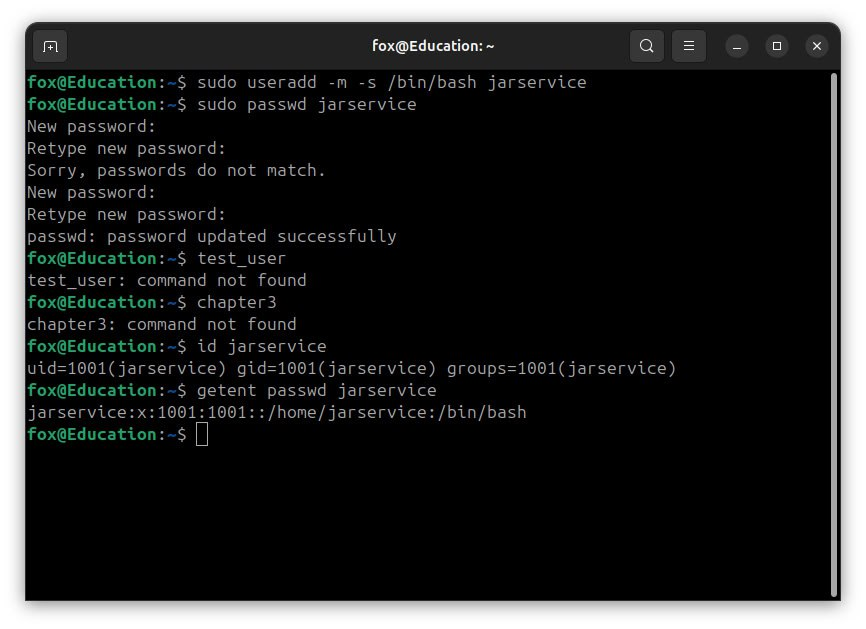 fox@Education: ~
fox@Education:~$ sudo useradd -m -s /bin/bash jarservice
fox@Education:~$ sudo passwd jarservice
New password:
Retype new password:
Sorry, passwords do not match.
New password:
Retype new password:
passwd: password updated successfully
fox@Education:~$ test_user
test_user: command not found
fox@Education:~$ chapter3
chapter3: command not found
fox@Education:~$ id jarservice
uid=1001(jarservice) gid=1001(jarservice) groups=1001(jarservice)
fox@Education:~$ getent passwd jarservice
jarservice:x:1001:1001::/home/jarservice:/bin/bash
fox@Education:~$